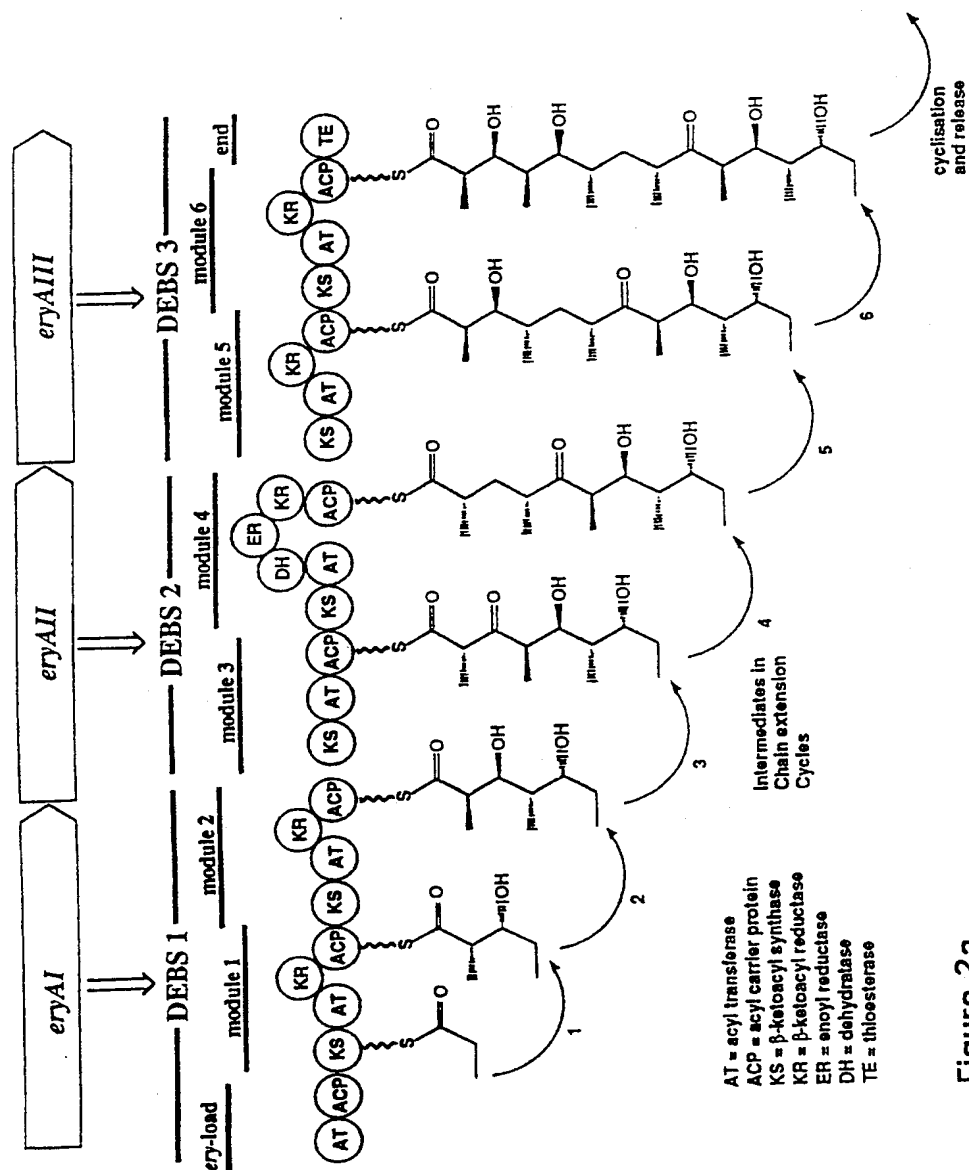 eryAI
eryAII
eryAIII
DEBS 1
DEBS 2
DEBS 3
ery-load
module 1
module 2
module 3
module 4
module 5
module 6
end
AT
ACP
KS
AT
KR
ACP
KS
AT
KR
ACP
KS
AT
ACP
KS
AT
DH
ER
KR
ACP
KS
AT
KR
ACP
KS
AT
KR
ACP
TE
S
O
S
O
OH
S
O
OH
OH
S
O
O
OH
OH
S
O
O
OH
OH
S
O
OH
O
OH
OH
S
O
OH
OH
O
OH
OH
1
2
3
4
5
6
Intermediates in
Chain extension
Cycles
cyclisation
and release
AT = acyl transferase
ACP = acyl carrier protein
KS = β-ketoacyl synthase
KR = β-ketoacyl reductase
ER = enoyl reductase
DH = dehydratase
TE = thioesterase
Figure 2a